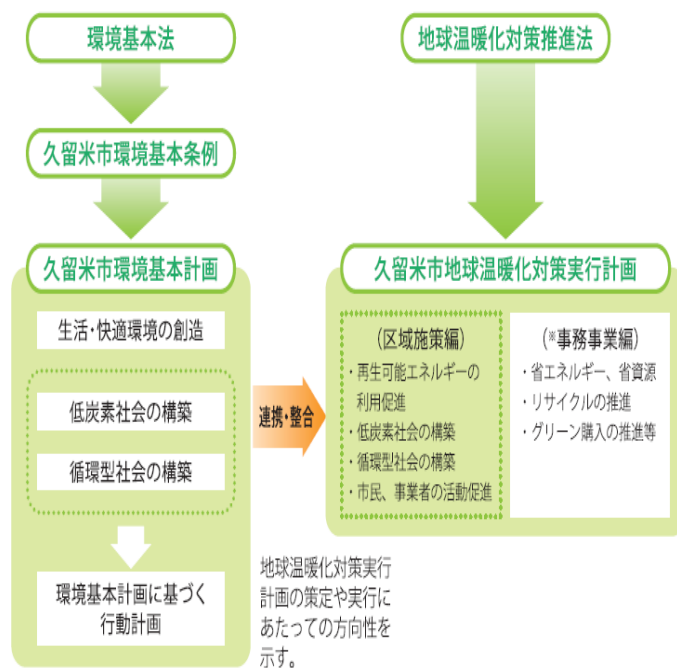 環境基本法
久留米市環境基本条例
久留米市環境基本計画
生活・快適環境の創造
低炭素社会の構築
循環型社会の構築
環境基本計画に基づく
行動計画
連携・整合
地球温暖化対策実行
計画の策定や実行に
あたっての方向性を
示す。
地球温暖化対策推進法
久留米市地球温暖化対策実行計画
（区域施策編）
・再生可能エネルギーの
利用促進
・低炭素社会の構築
・循環型社会の構築
・市民、事業者の活動促進
（※事務事業編）
・省エネルギー、省資源
・リサイクルの推進
・グリーン購入の推進等